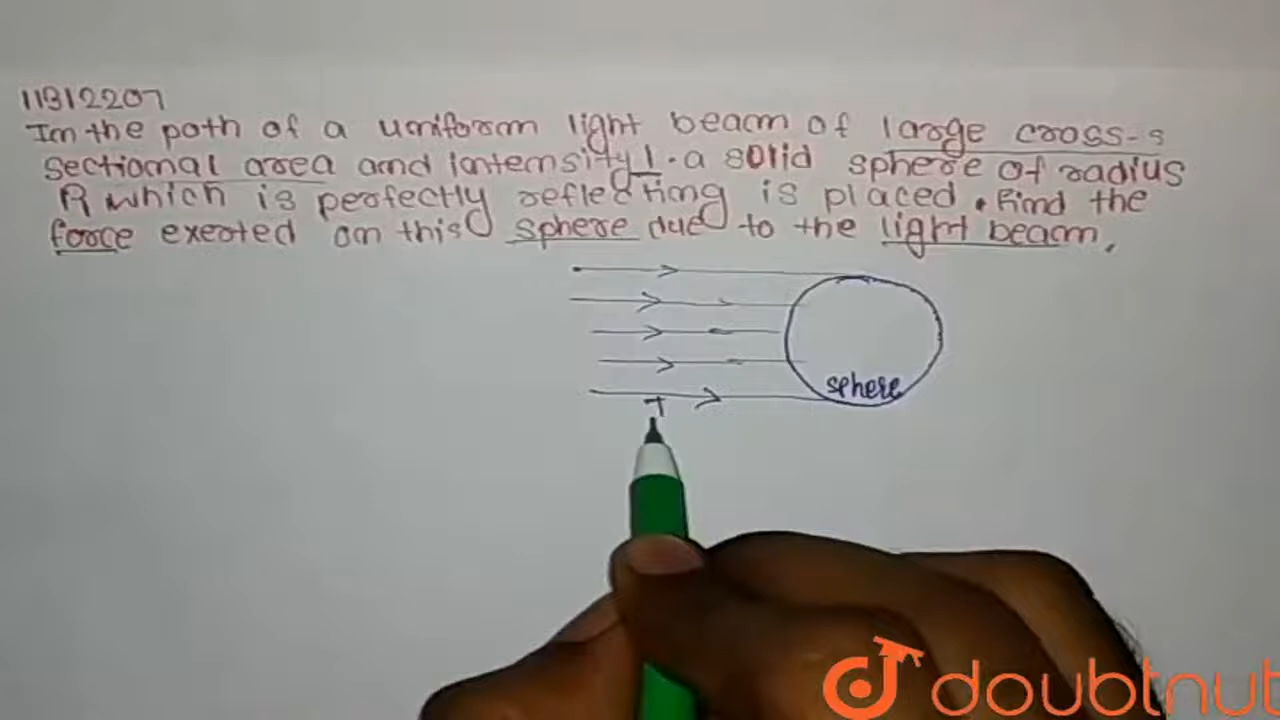 11312207
In the path of a uniform light beam of large cross-s
sectional area and intensity I. a solid sphere of radius
R which is perfectly reflecting is placed. Find the
force exerted on this sphere due to the light beam.
sphere
doubtnut